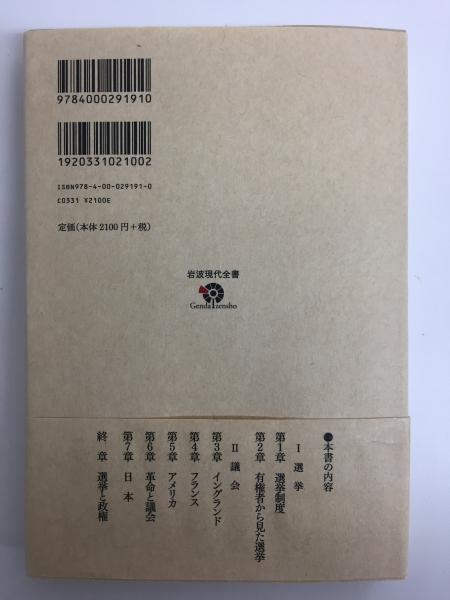 9784000291910
1920331021002
ISBN978-4-00-029191-0
C0331 ¥2100E
定価(本体2100円+税)
岩波現代全書
Gendai zensho
●本書の内容
Ⅰ 選挙
第1章 選挙制度
第2章 有権者から見た選挙
Ⅱ 議会
第3章 イングランド
第4章 フランス
第5章 アメリカ
第6章 革命と議会
第7章 日本
終章 選挙と政権